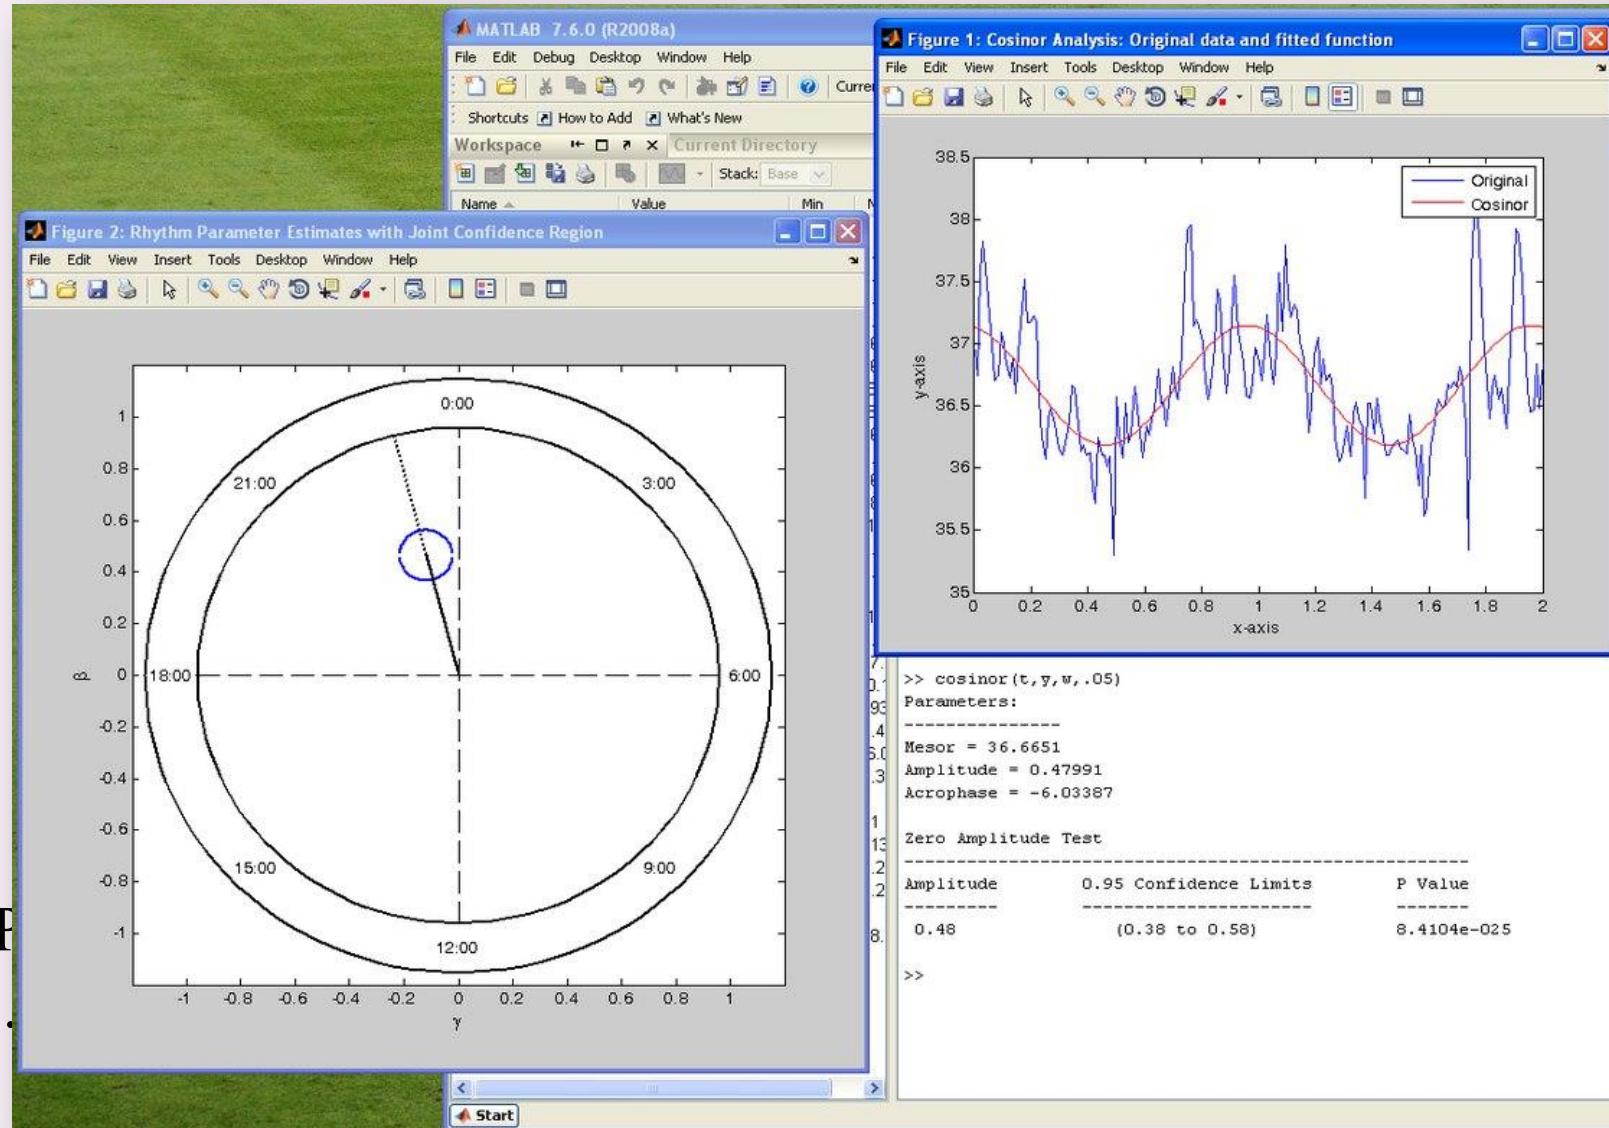 MATLAB 7.6.0 (R2008a)
File Edit Debug Desktop Window Help
Shortcuts How to Add What's New
Workspace Current Directory
Stack: Base
Name Value Min
Figure 1: Cosinor Analysis: Original data and fitted function
File Edit View Insert Tools Desktop Window Help
38.5
38
37.5
37
36.5
36
35.5
35
y-axis
Original
Cosinor
0 0.2 0.4 0.6 0.8 1 1.2 1.4 1.6 1.8 2
x-axis
Figure 2: Rhythm Parameter Estimates with Joint Confidence Region
File Edit View Insert Tools Desktop Window Help
0:00
21:00 3:00
18:00 6:00
15:00 9:00
12:00
1
0.8
0.6
0.4
0.2
0
-0.2
-0.4
-0.6
-0.8
-1
β
-1 -0.8 -0.6 -0.4 -0.2 0 0.2 0.4 0.6 0.8 1
γ
>> cosinor(t,y,w,.05)
Parameters:
---------------
Mesor = 36.6651
Amplitude = 0.47991
Acrophase = -6.03387
Zero Amplitude Test
Amplitude 0.95 Confidence Limits P Value
0.48 (0.38 to 0.58) 8.4104e-025
>>
Start